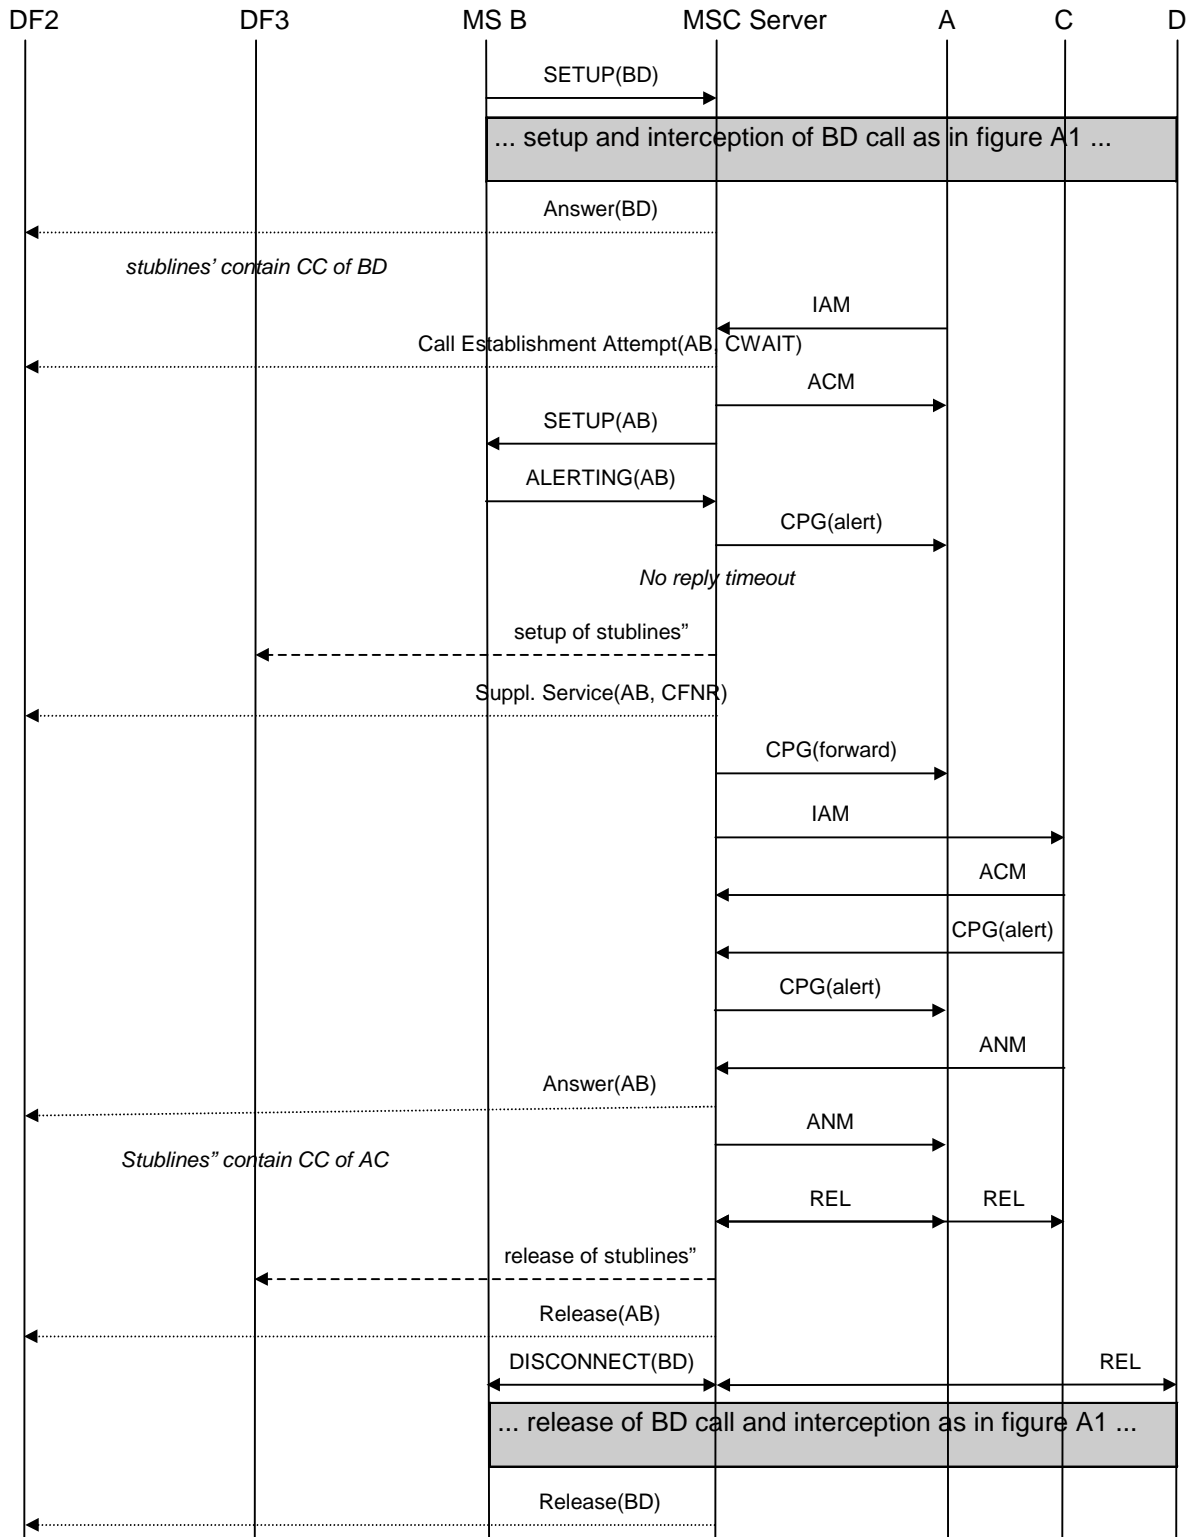 DF2 DF3 MS B MSC Server A C D
SETUP(BD)
... setup and interception of BD call as in figure A1 ...
Answer(BD)
stublines’ contain CC of BD
IAM
Call Establishment Attempt(AB, CWAIT)
ACM
SETUP(AB)
ALERTING(AB)
CPG(alert)
No reply timeout
setup of stublines”
Suppl. Service(AB, CFNR)
CPG(forward)
IAM
ACM
CPG(alert)
CPG(alert)
ANM
Answer(AB)
ANM
Stublines” contain CC of AC
REL REL
release of stublines”
Release(AB)
DISCONNECT(BD) REL
... release of BD call and interception as in figure A1 ...
Release(BD)